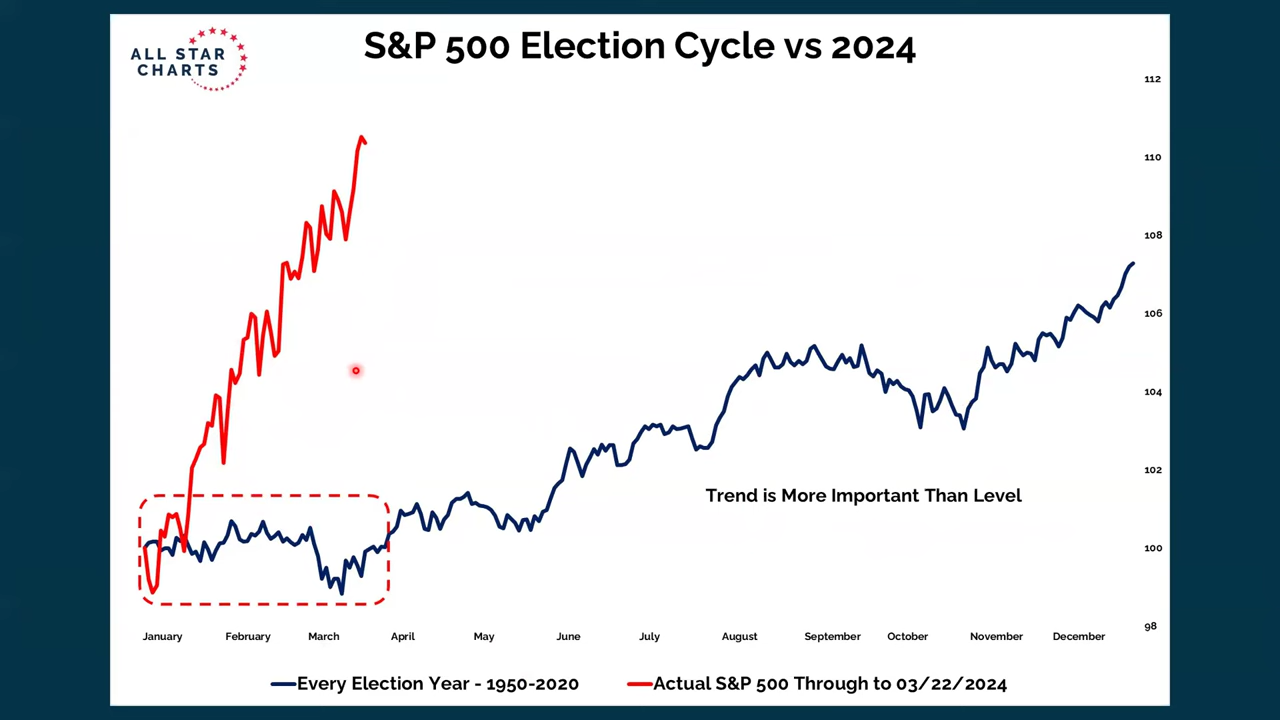 ALL STAR
CHARTS
S&P 500 Election Cycle vs 2024
112
110
108
106
104
102
Trend is More Important Than Level
100
98
January February March April May June July August September October November December
Every Election Year - 1950-2020 Actual S&P 500 Through to 03/22/2024